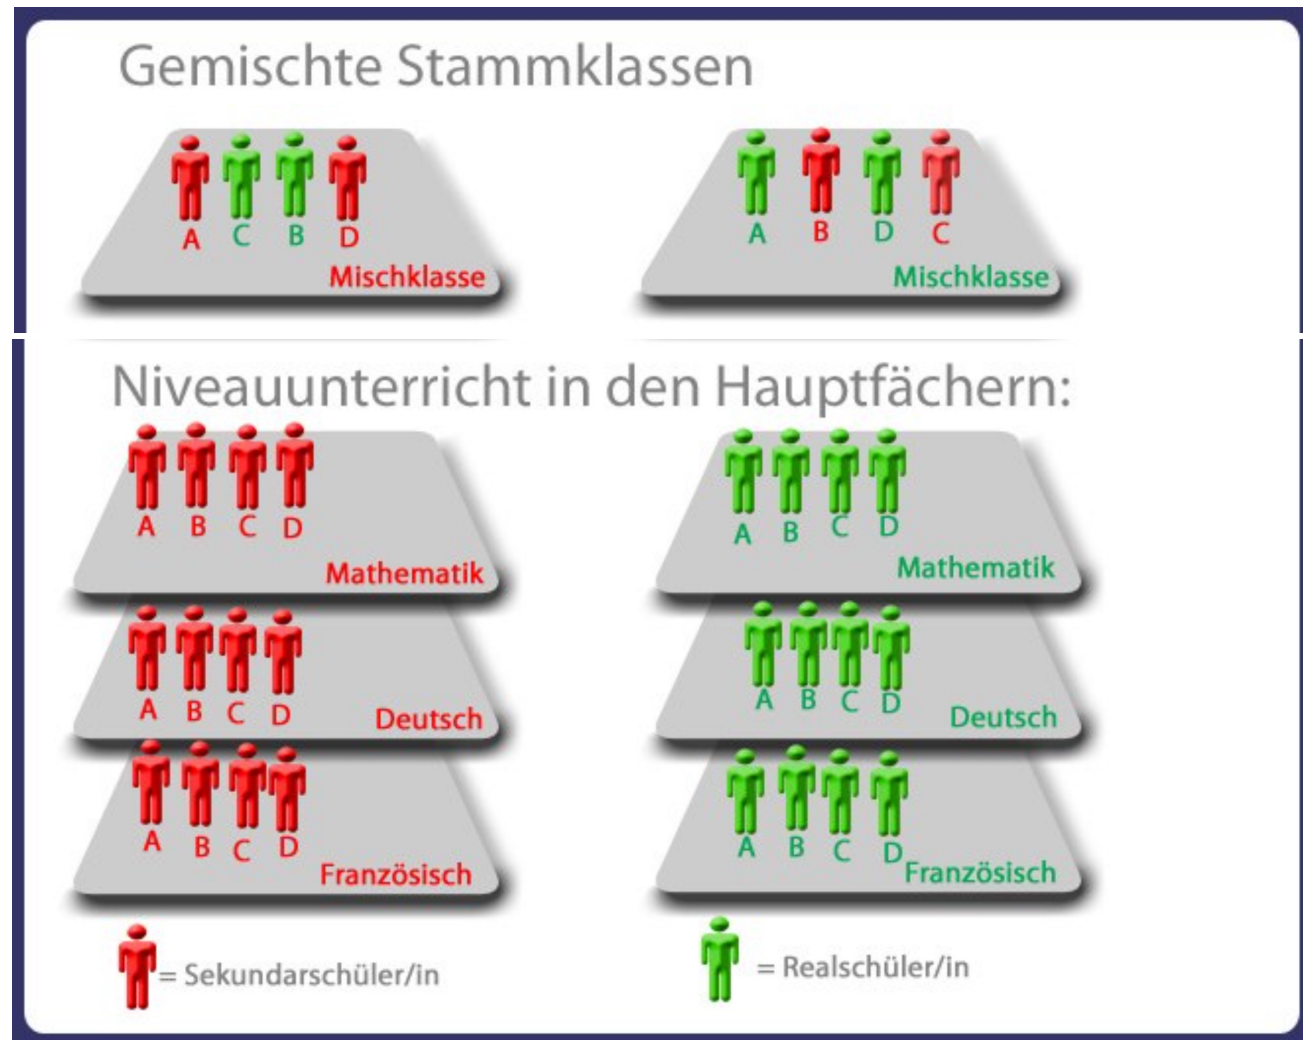 Gemischte Stammklassen
A C B D
Mischklasse
A B D C
Mischklasse
Niveauunterricht in den Hauptfächern:
A B C D
Mathematik
A B C D
Mathematik
A B C D
Deutsch
A B C D
Deutsch
A B C D
Französisch
A B C D
Französisch
= Sekundarschüler/in
= Realschüler/in